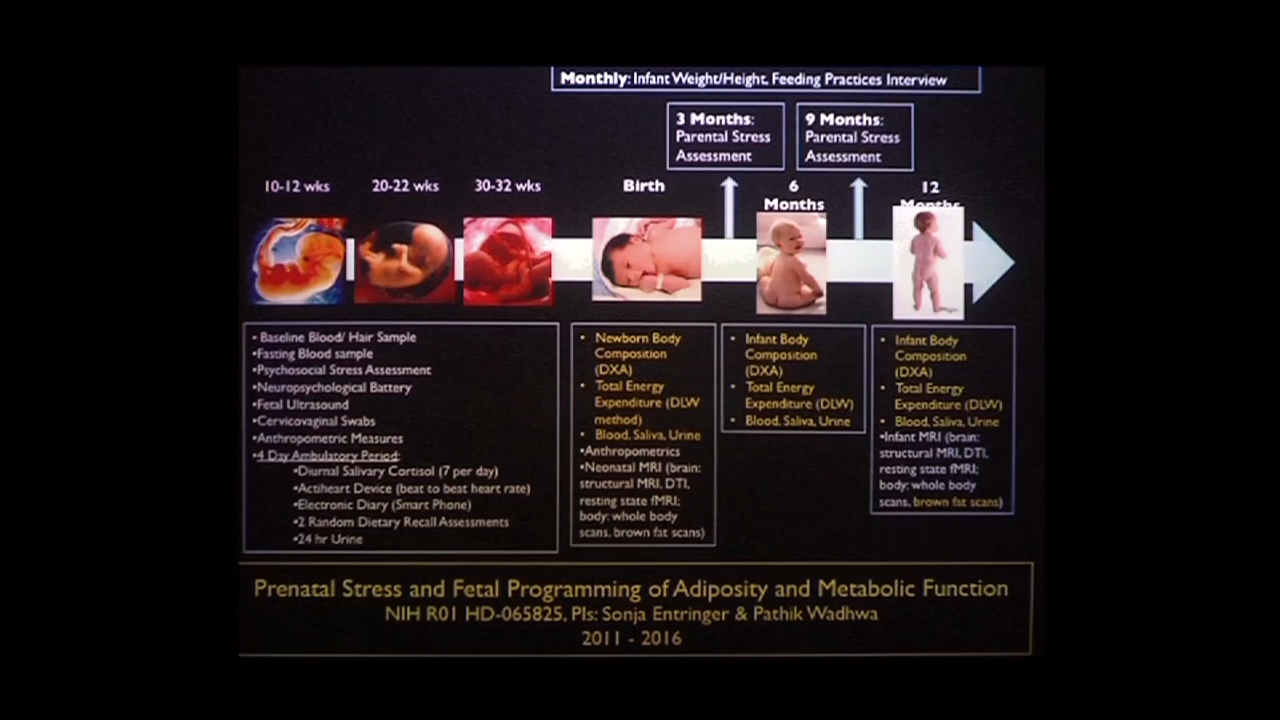 Monthly: Infant Weight/Height, Feeding Practices Interview
3 Months:
Parental Stress
Assessment
9 Months:
Parental Stress
Assessment
10-12 wks
20-22 wks
30-32 wks
Birth
6
Months
12
Months
• Baseline Blood/ Hair Sample
•Fasting Blood sample
•Psychosocial Stress Assessment
•Neuropsychological Battery
•Fetal Ultrasound
•Cervicovaginal Swabs
•Anthropometric Measures
•4 Day Ambulatory Period:
•Diurnal Salivary Cortisol (7 per day)
•Actiheart Device (beat to beat heart rate)
•Electronic Diary (Smart Phone)
•2 Random Dietary Recall Assessments
•24 hr Urine
• Newborn Body
Composition
(DXA)
• Total Energy
Expenditure (DLW
method)
• Blood, Saliva, Urine
•Anthropometrics
•Neonatal MRI (brain:
structural MRI, DTI,
resting state fMRI;
body: whole body
scans, brown fat scans)
• Infant Body
Composition
(DXA)
• Total Energy
Expenditure (DLW)
• Blood, Saliva, Urine
• Infant Body
Composition
(DXA)
• Total Energy
Expenditure (DLW)
• Blood, Saliva, Urine
•Infant MRI (brain:
structural MRI, DTI,
resting state fMRI;
body: whole body
scans, brown fat scans)
Prenatal Stress and Fetal Programming of Adiposity and Metabolic Function
NIH R01 HD-065825, PIs: Sonja Entringer & Pathik Wadhwa
2011 - 2016